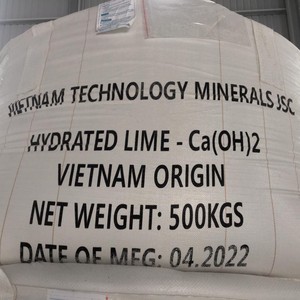 VIETNAM TECHNOLOGY MINERALS JSC
HYDRATED LIME - Ca(OH)2
VIETNAM ORIGIN
NET WEIGHT: 500KGS
DATE OF MFG: 04.2022